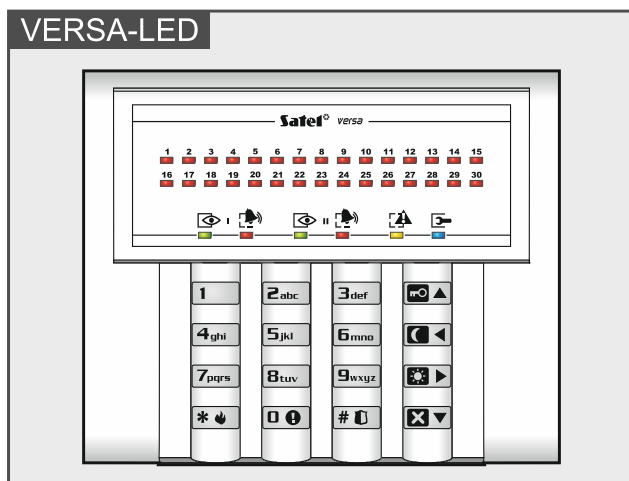 VERSA-LED
Satel versa
1 2 3 4 5 6 7 8 9 10 11 12 13 14 15
16 17 18 19 20 21 22 23 24 25 26 27 28 29 30
I II
1 2abc 3def
4ghi 5jkl 6mno
7pqrs 8tuv 9wxyz
* 0 #